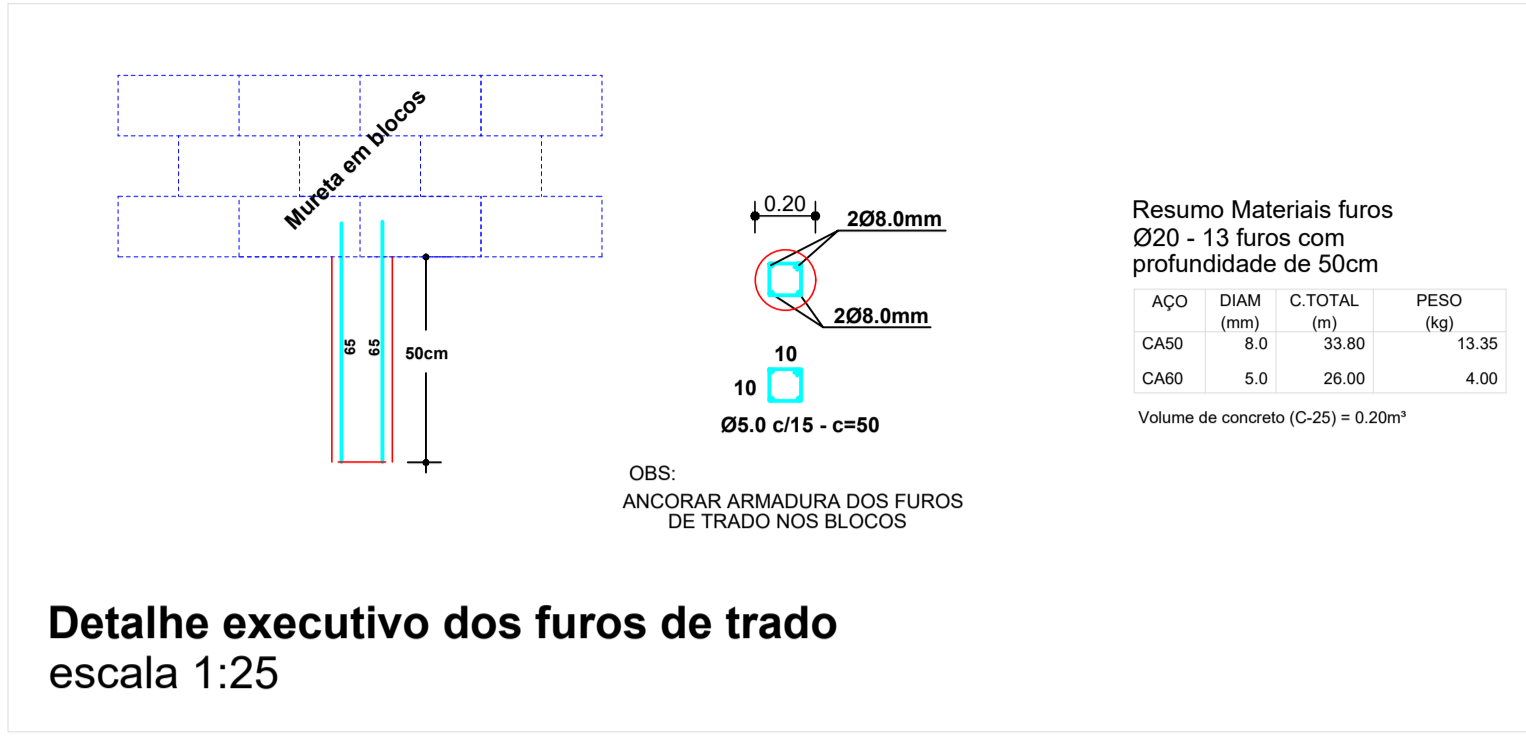 Mureta em blocos
65
65
50cm
0.20
2Ø8.0mm
2Ø8.0mm
10
10
Ø5.0 c/15 - c=50
OBS:
ANCORAR ARMADURA DOS FUROS
DE TRADO NOS BLOCOS
Resumo Materiais furos
Ø20 - 13 furos com
profundidade de 50cm
AÇO DIAM C.TOTAL PESO
(mm) (m) (kg)
CA50 8.0 33.80 13.35
CA60 5.0 26.00 4.00
Volume de concreto (C-25) = 0.20m³
Detalhe executivo dos furos de trado
escala 1:25